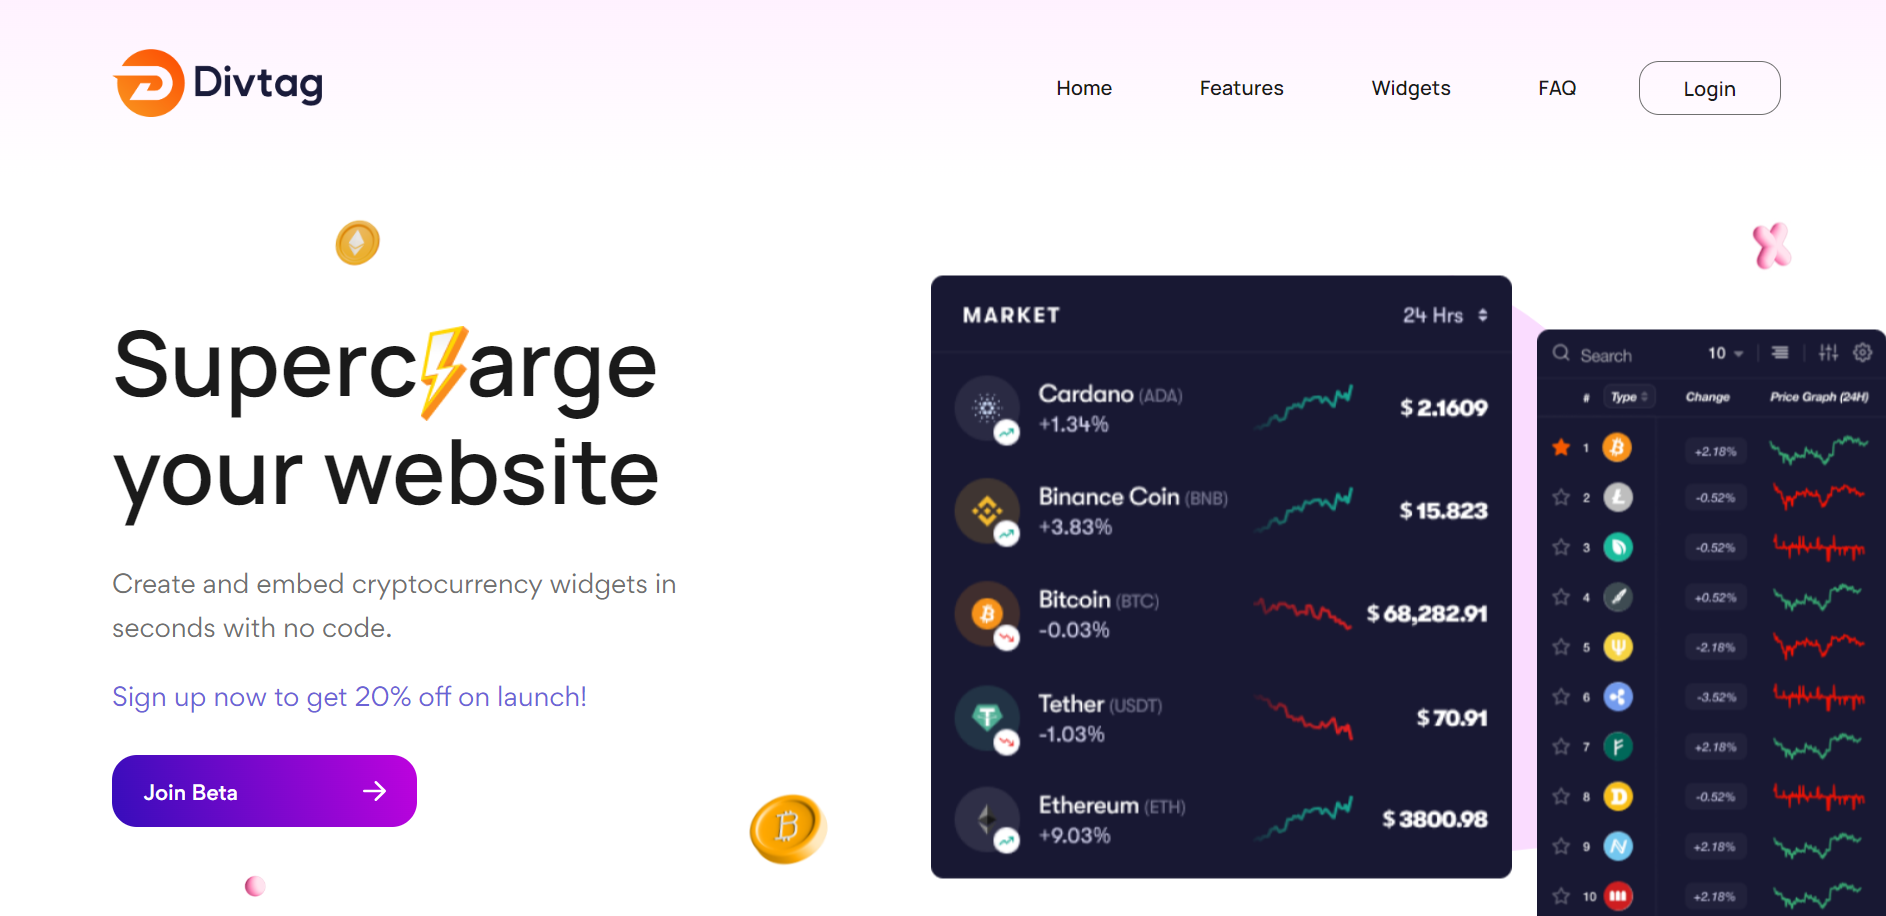 Divtag
Home
Features
Widgets
FAQ
Login
Supercharge
your website
Create and embed cryptocurrency widgets in
seconds with no code.
Sign up now to get 20% off on launch!
Join Beta
MARKET
24 Hrs
Cardano (ADA)
+1.34%
$ 2.1609
Binance Coin (BNB)
+3.83%
$ 15.823
Bitcoin (BTC)
-0.03%
$ 68,282.91
Tether (USDT)
-1.03%
$ 70.91
Ethereum (ETH)
+9.03%
$ 3800.98
Search
10
# Type Change Price Graph (24H)
1 +2.18%
2 -0.52%
3 -0.52%
4 +0.52%
5 -2.18%
6 -3.52%
7 +2.18%
8 -0.52%
9 +2.18%
10 +2.18%